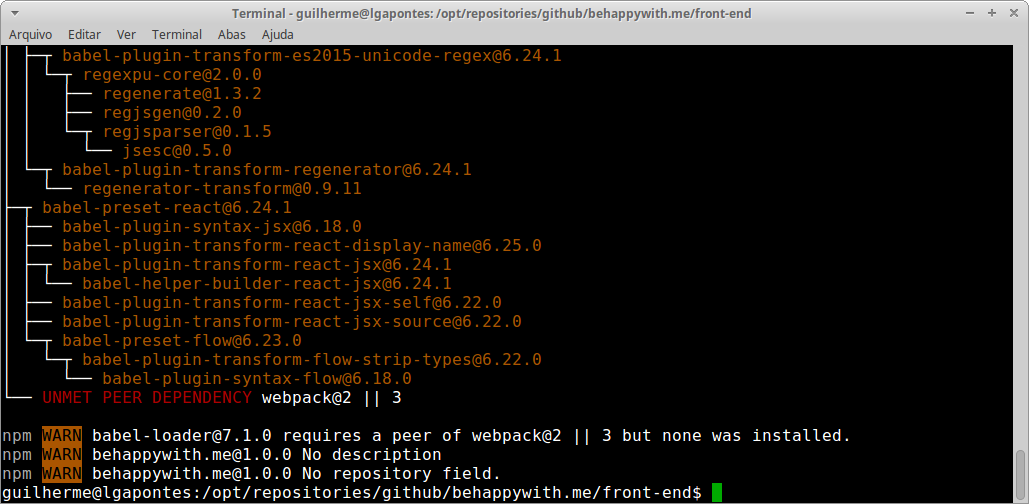 Terminal - guilherme@lgapontes: /opt/repositories/github/behappywith.me/front-end
Arquivo Editar Ver Terminal Abas Ajuda
babel-plugin-transform-es2015-unicode-regex@6.24.1
regexpu-core@2.0.0
regenerate@1.3.2
regjsgen@0.2.0
regjsparser@0.1.5
jsesc@0.5.0
babel-plugin-transform-regenerator@6.24.1
regenerator-transform@0.9.11
babel-preset-react@6.24.1
babel-plugin-syntax-jsx@6.18.0
babel-plugin-transform-react-display-name@6.25.0
babel-plugin-transform-react-jsx@6.24.1
babel-helper-builder-react-jsx@6.24.1
babel-plugin-transform-react-jsx-self@6.22.0
babel-plugin-transform-react-jsx-source@6.22.0
babel-preset-flow@6.23.0
babel-plugin-transform-flow-strip-types@6.22.0
babel-plugin-syntax-flow@6.18.0
UNMET PEER DEPENDENCY webpack@2 || 3
npm WARN babel-loader@7.1.0 requires a peer of webpack@2 || 3 but none was installed.
npm WARN behappywith.me@1.0.0 No description
npm WARN behappywith.me@1.0.0 No repository field.
guilherme@lgapontes:/opt/repositories/github/behappywith.me/front-end$